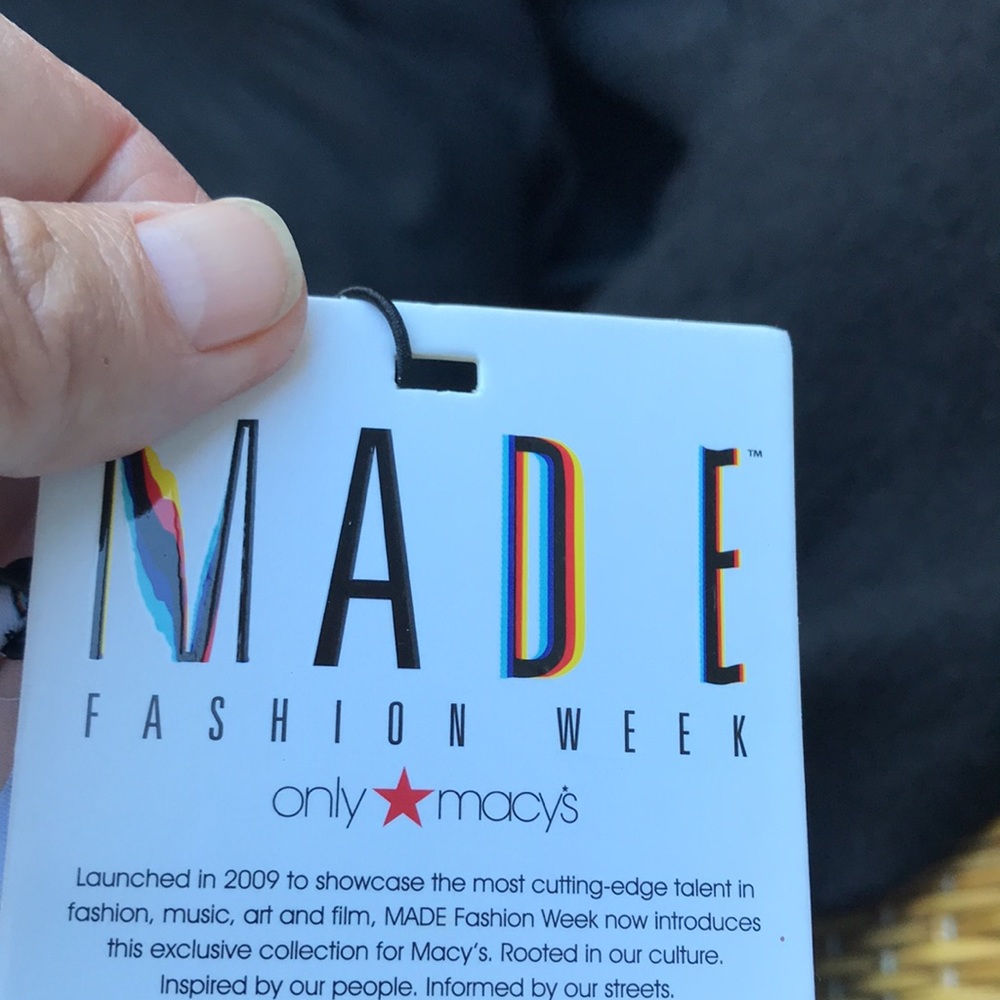 MADE™
FASHION WEEK
only macy's
Launched in 2009 to showcase the most cutting-edge talent in
fashion, music, art and film, MADE Fashion Week now introduces
this exclusive collection for Macy's. Rooted in our culture.
Inspired by our people. Informed by our streets.